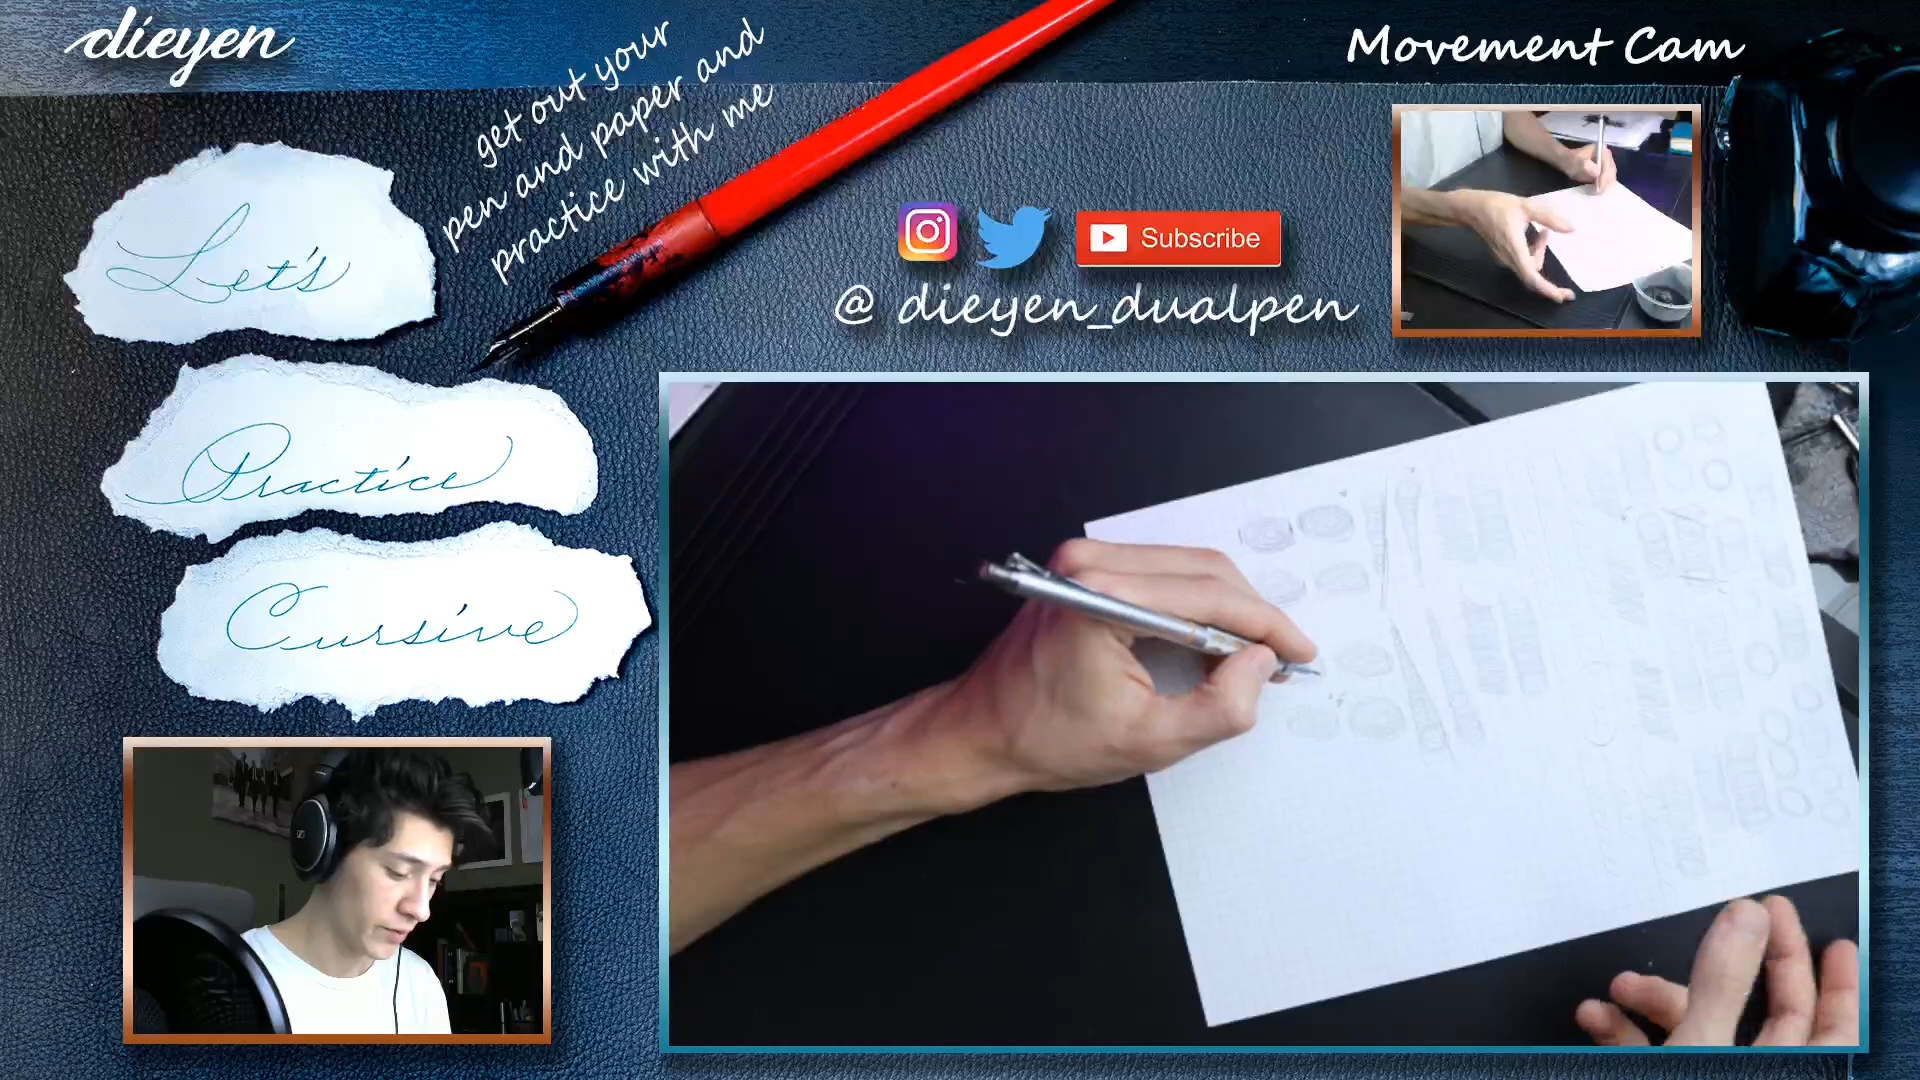 dieyen
get out your
pen and paper and
practice with me
Movement Cam
Let's
Practice
Cursive
Subscribe
@ dieyen_dualpen